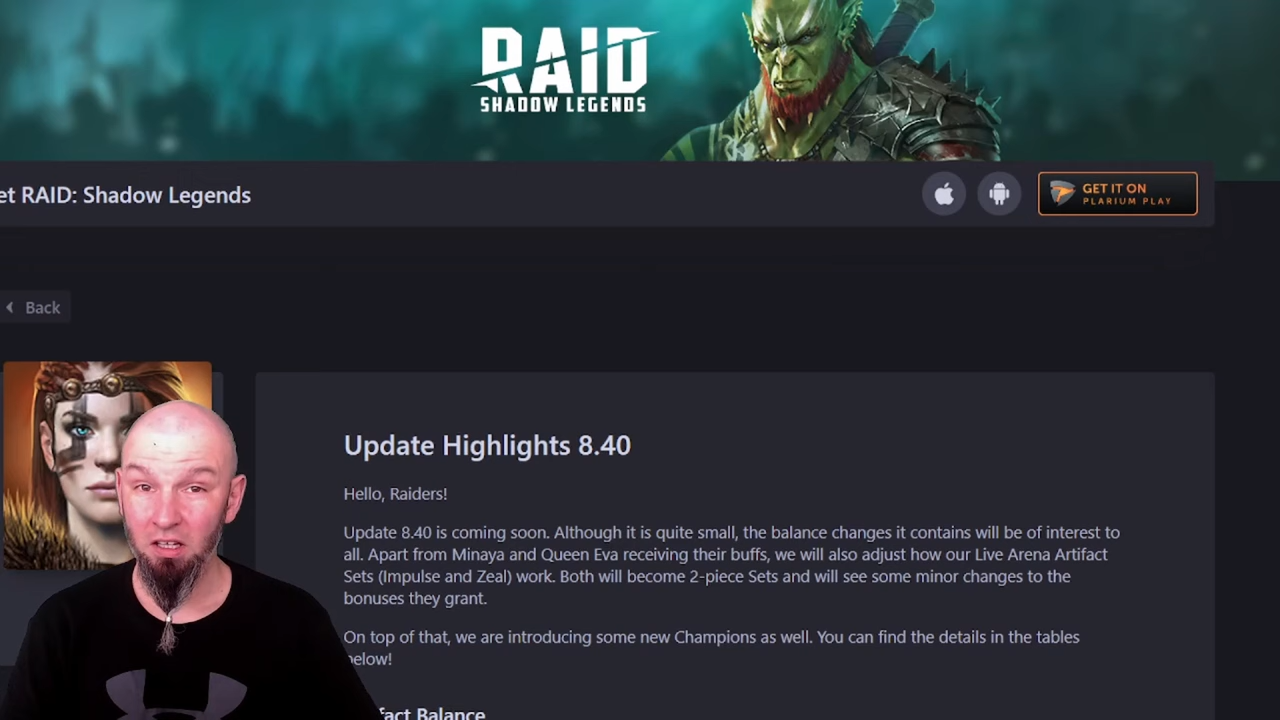 RAID
SHADOW LEGENDS
et RAID: Shadow Legends
GET IT ON
PLARIUM PLAY
Back
Update Highlights 8.40
Hello, Raiders!
Update 8.40 is coming soon. Although it is quite small, the balance changes it contains will be of interest to
all. Apart from Minaya and Queen Eva receiving their buffs, we will also adjust how our Live Arena Artifact
Sets (Impulse and Zeal) work. Both will become 2-piece Sets and will see some minor changes to the
bonuses they grant.
On top of that, we are introducing some new Champions as well. You can find the details in the tables
below!
fact Balance